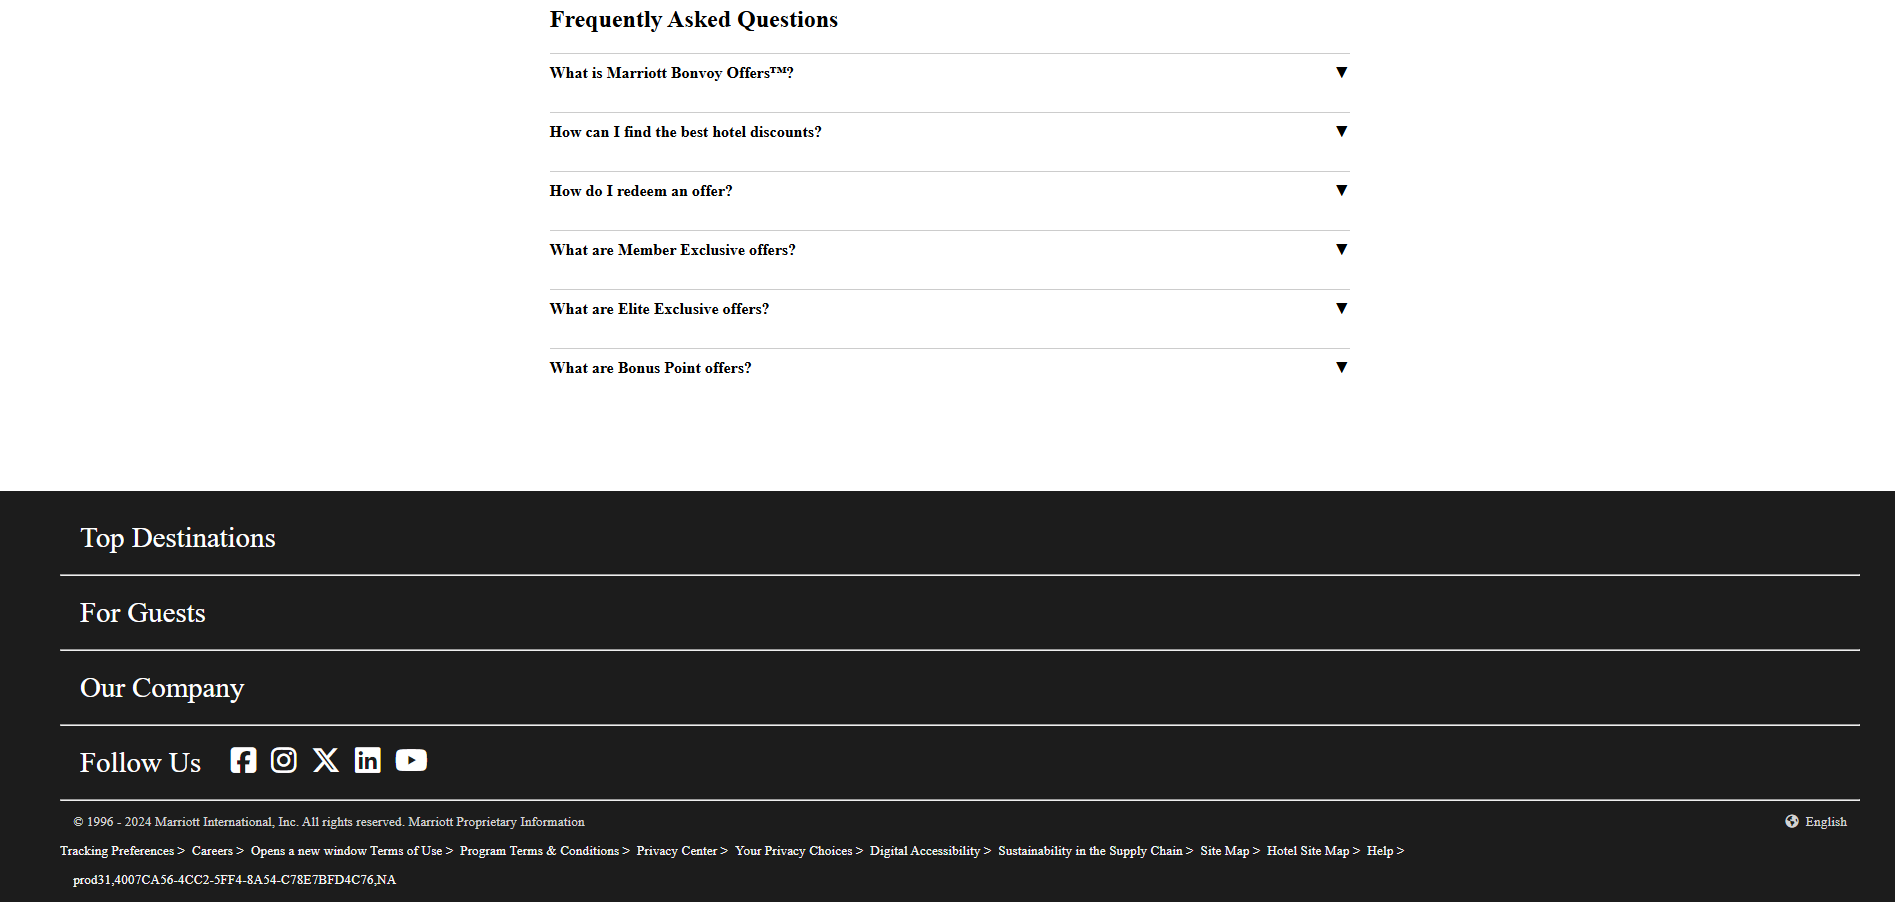 Frequently Asked Questions
What is Marriott Bonvoy Offers™?
How can I find the best hotel discounts?
How do I redeem an offer?
What are Member Exclusive offers?
What are Elite Exclusive offers?
What are Bonus Point offers?
Top Destinations
For Guests
Our Company
Follow Us
© 1996 - 2024 Marriott International, Inc. All rights reserved. Marriott Proprietary Information
English
Tracking Preferences > Careers > Opens a new window Terms of Use > Program Terms & Conditions > Privacy Center > Your Privacy Choices > Digital Accessibility > Sustainability in the Supply Chain > Site Map > Hotel Site Map > Help >
prod31,4007CA56-4CC2-5FF4-8A54-C78E7BFD4C76,NA